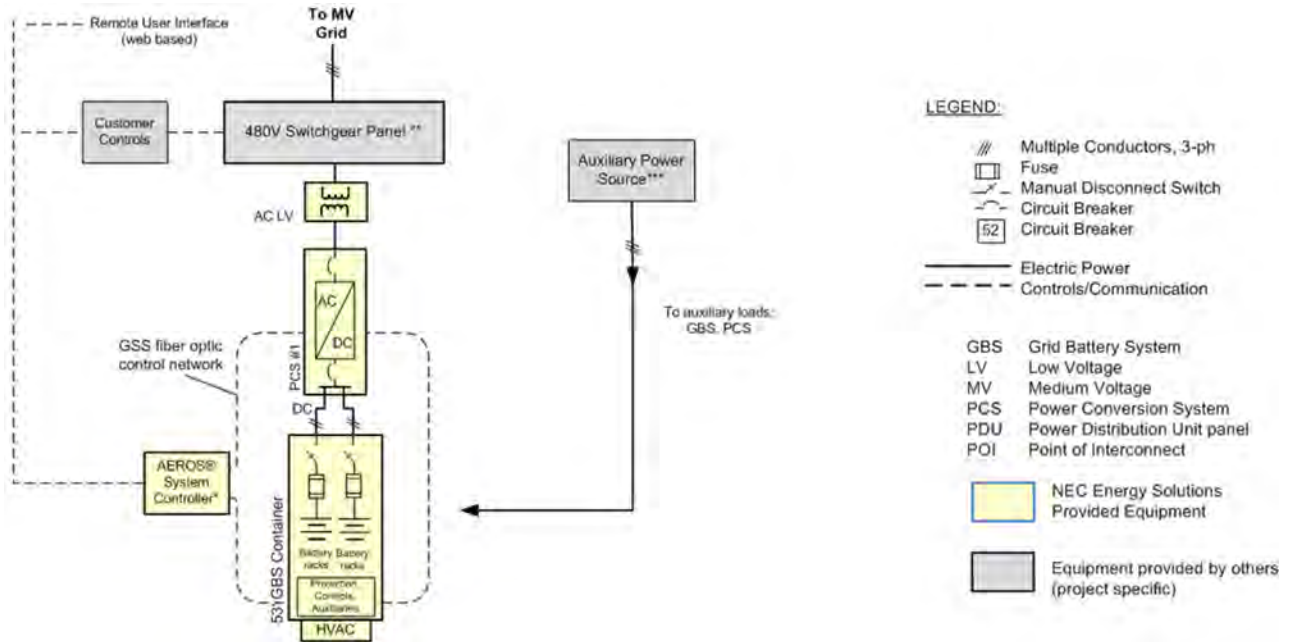 Remote User Interface
(web based)
To MV
Grid
Customer
Controls
480V Switchgear Panel **
AC LV
Auxiliary Power
Source***
AC
DC
PCS #1
GSS fiber optic
control network
To auxiliary loads:
GBS, PCS
DC
AEROS®
System
Controller*
53' GBS Container
Battery
racks
Battery
racks
Protection,
Controls,
Auxiliaries
HVAC
LEGEND:
Multiple Conductors, 3-ph
Fuse
Manual Disconnect Switch
Circuit Breaker
52 Circuit Breaker
Electric Power
Controls/Communication
GBS Grid Battery System
LV Low Voltage
MV Medium Voltage
PCS Power Conversion System
PDU Power Distribution Unit panel
POI Point of Interconnect
NEC Energy Solutions
Provided Equipment
Equipment provided by others
(project specific)